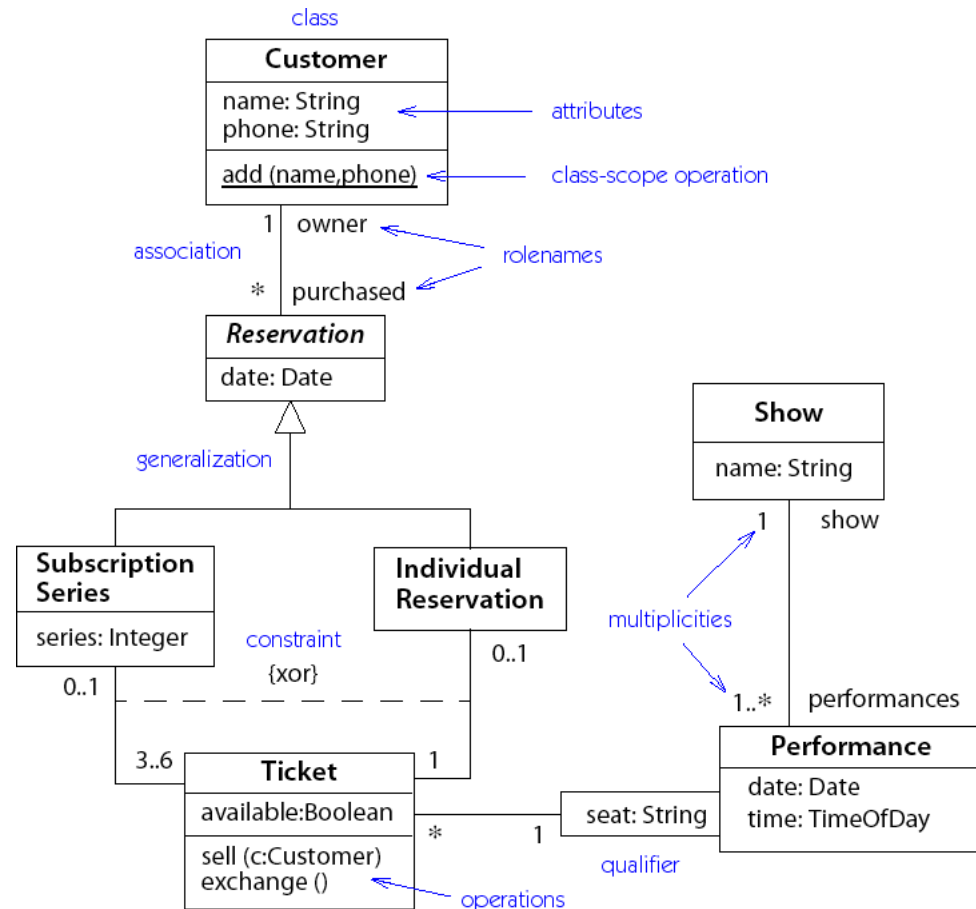 class
Customer
name: String
phone: String
attributes
add (name,phone)
class-scope operation
1 owner
association
rolenames
* purchased
Reservation
date: Date
Show
generalization
name: String
1 show
Subscription
Series
Individual
Reservation
series: Integer
constraint
multiplicities
0..1
{xor}
0..1
1..* performances
3..6
Ticket
1
Performance
available:Boolean
date: Date
time: TimeOfDay
* 1
seat: String
sell (c:Customer)
exchange ()
qualifier
operations